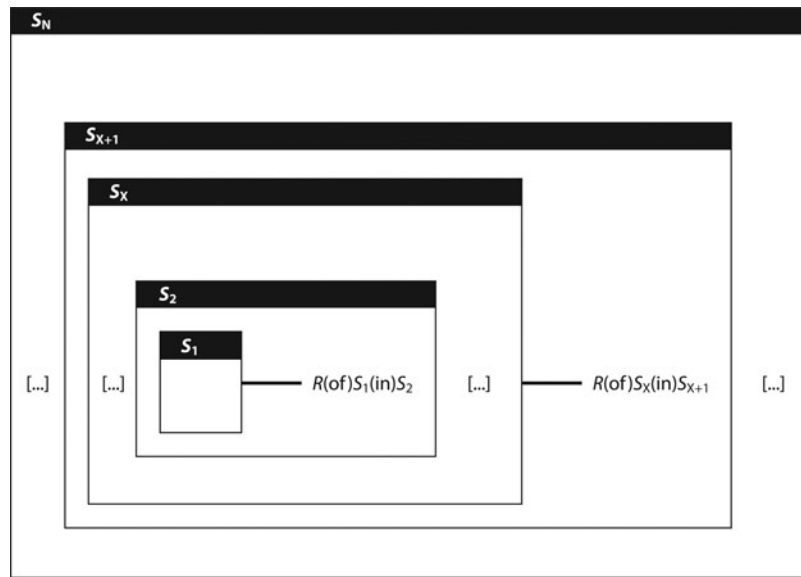 S_N
S_X+1
S_X
S_2
S_1
[...] [...] R(of)S_1(in)S_2 [...] R(of)S_X(in)S_X+1 [...]